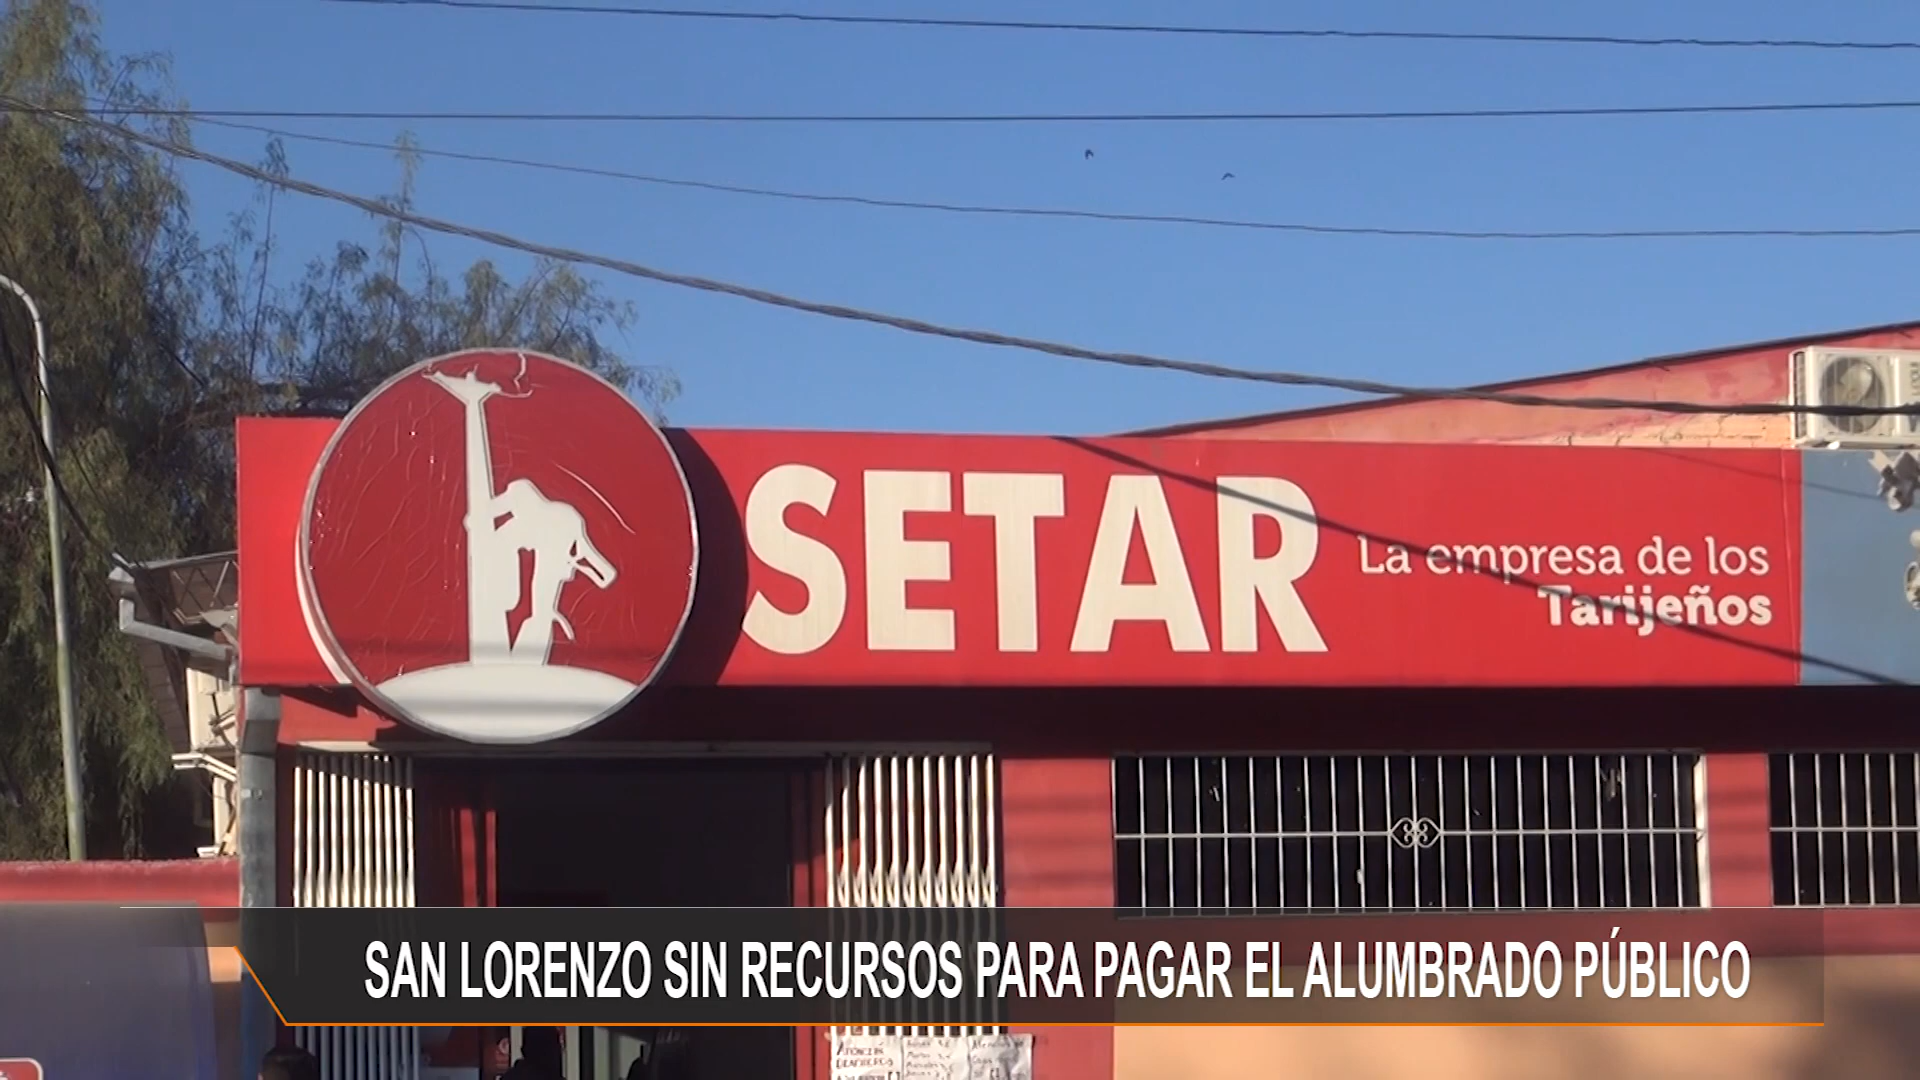 SETAR
La empresa de los
Tarijeños
SAN LORENZO SIN RECURSOS PARA PAGAR EL ALUMBRADO PÚBLICO